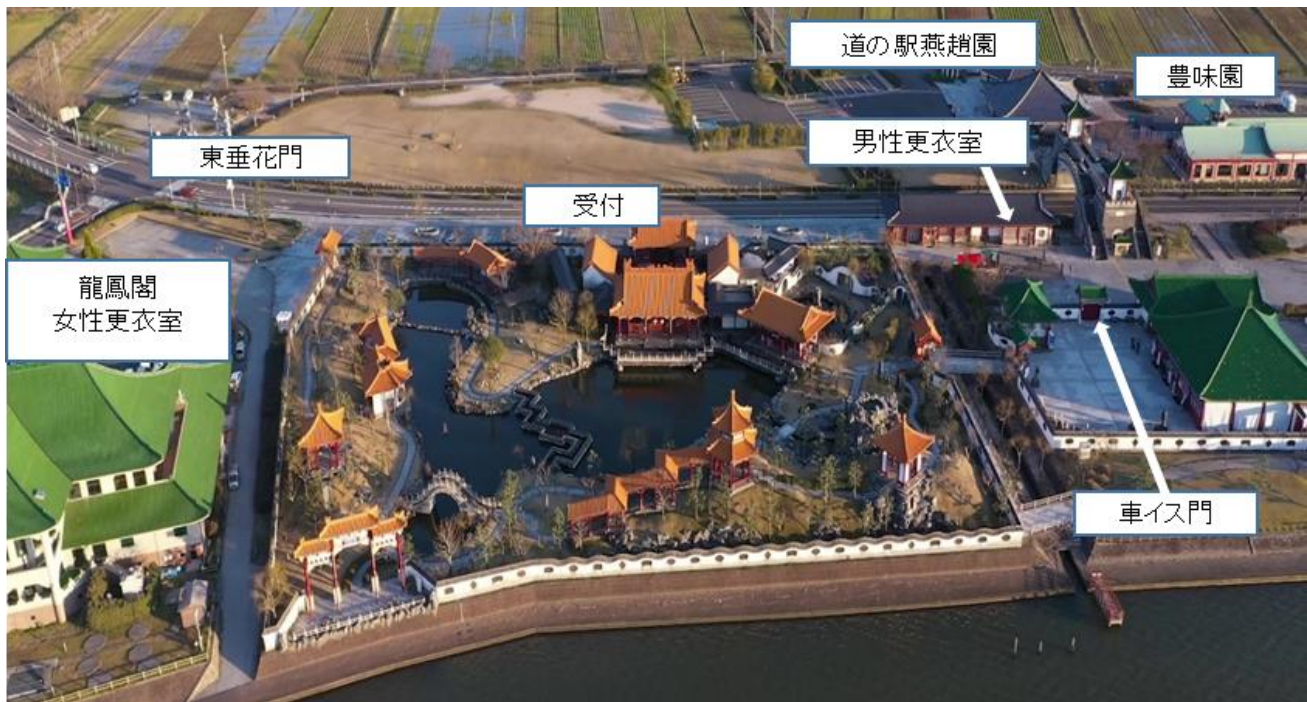 道の駅燕趙園
豊味園
男性更衣室
東垂花門
受付
龍鳳閣
女性更衣室
車イス門